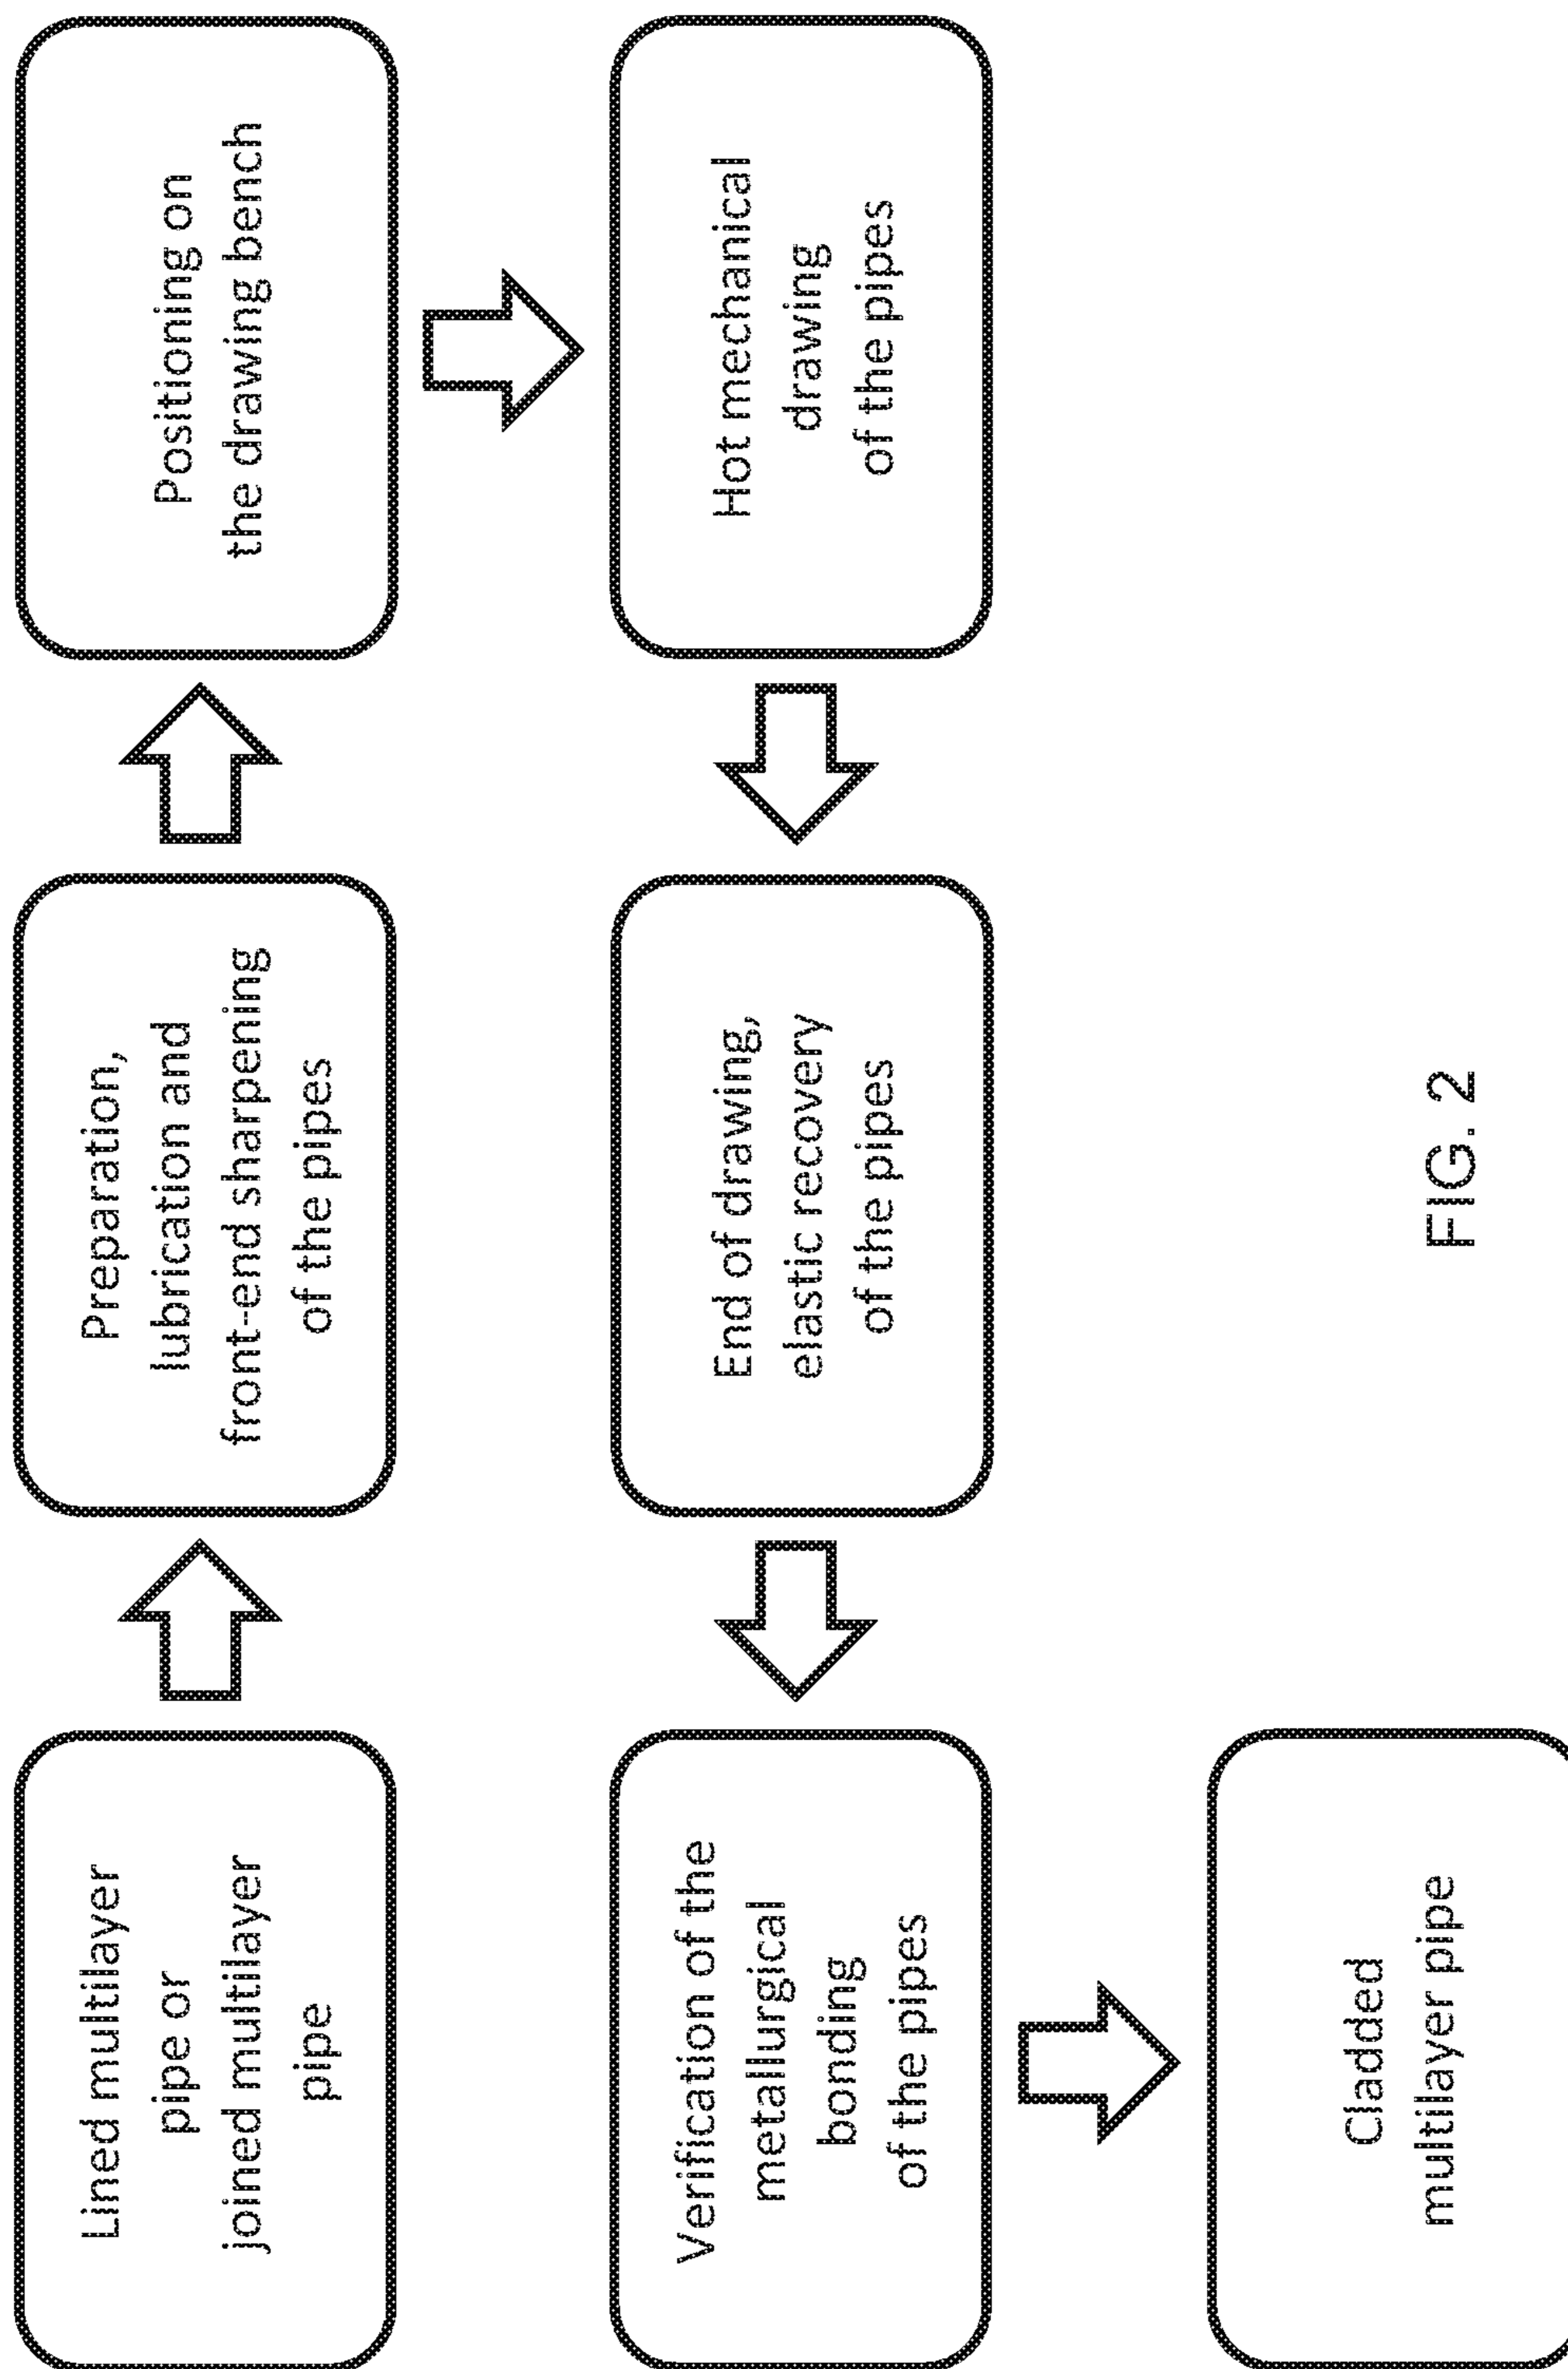 Lined multilayer
pipe or
joined multilayer
pipe
Preparation,
lubrication and
front-end sharpening
of the pipes
Positioning on
the drawing bench
Hot mechanical
drawing
of the pipes
End of drawing,
elastic recovery
of the pipes
Verification of the
metallurgical
bonding
of the pipes
Cladded
multilayer pipe
FIG. 2